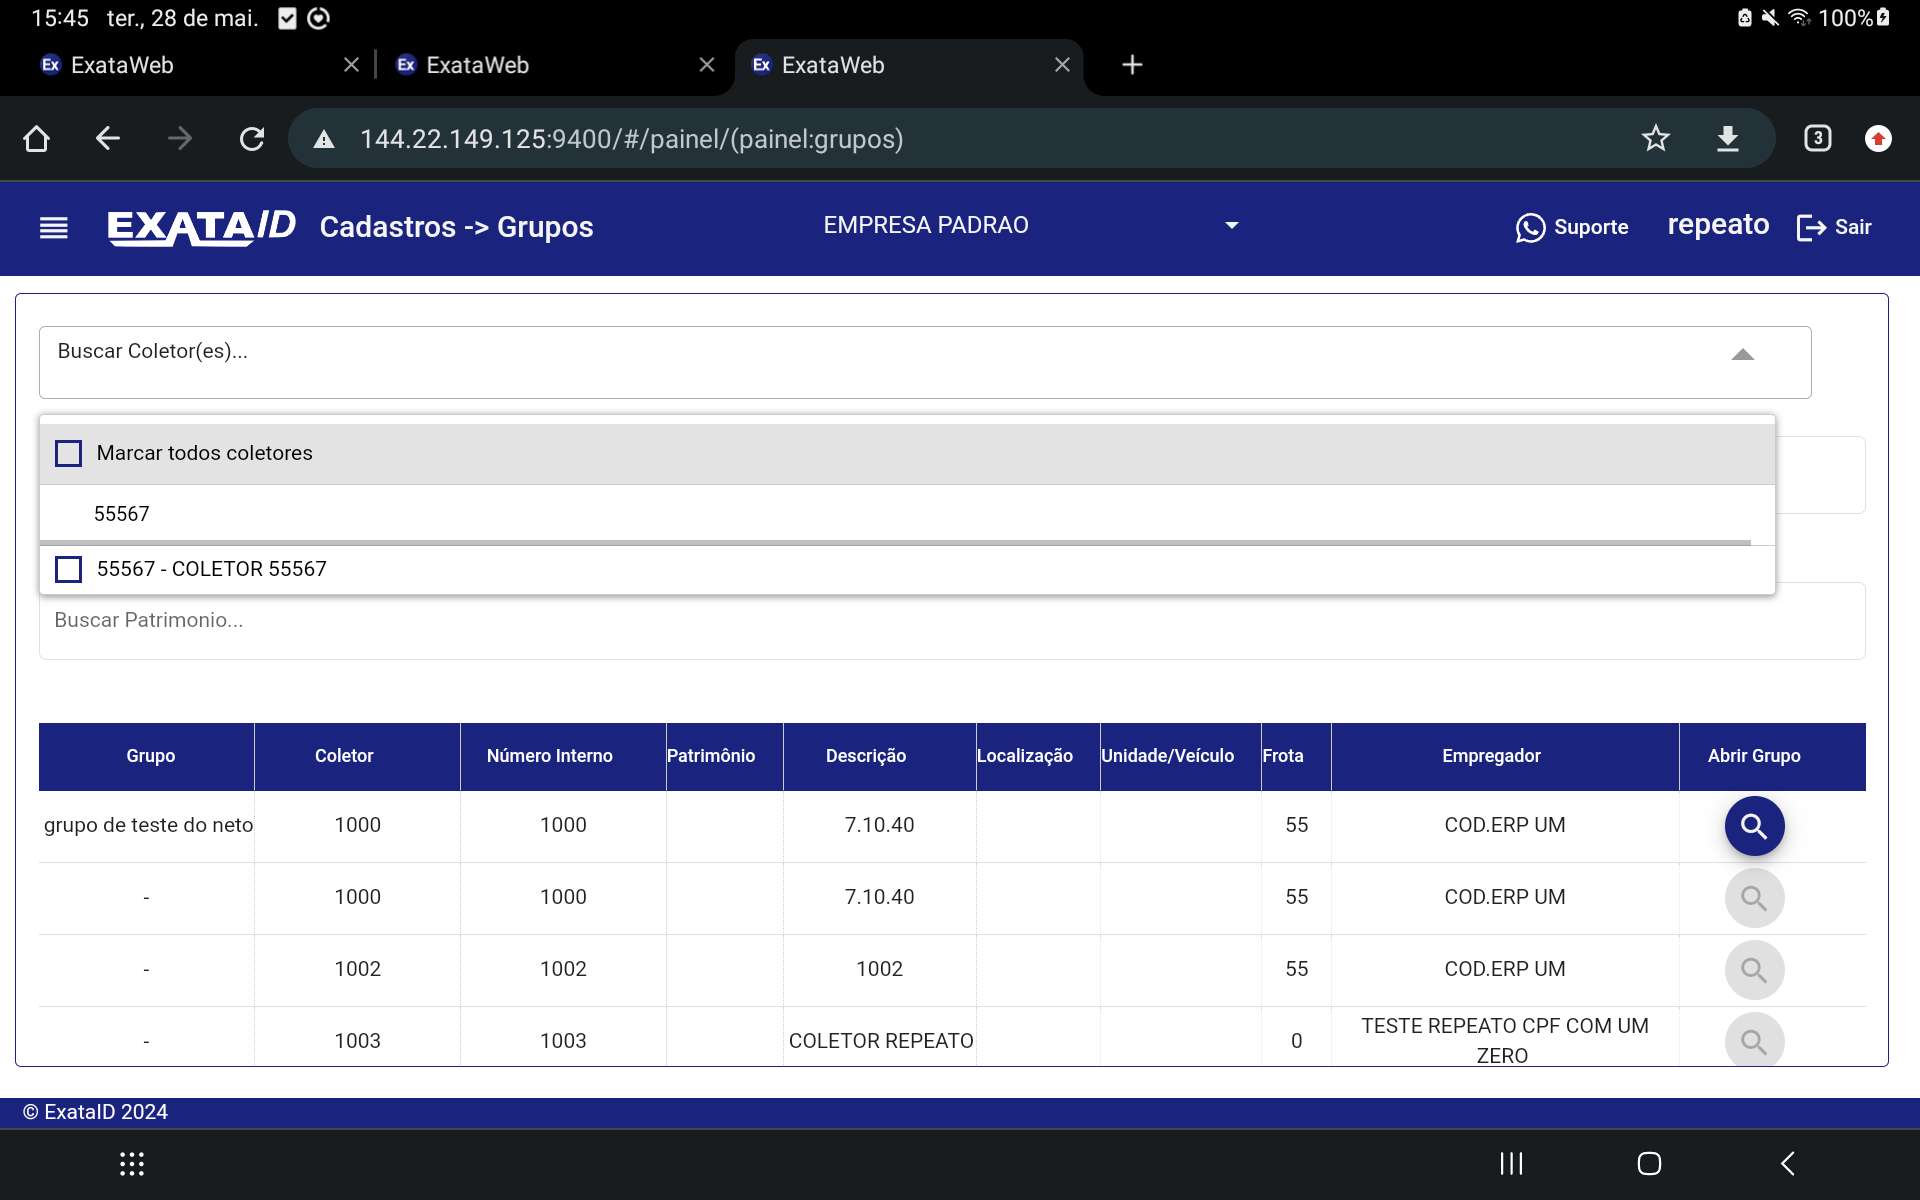 15:45 ter., 28 de mai. 100%
Ex ExataWeb Ex ExataWeb Ex ExataWeb
144.22.149.125:9400/#/painel/(painel:grupos) 3
EXATAID Cadastros -> Grupos EMPRESA PADRAO Suporte repeato Sair
Buscar Coletor(es)...
Marcar todos coletores
55567
55567 - COLETOR 55567
Buscar Patrimonio...
Grupo Coletor Número Interno Patrimônio Descrição Localização Unidade/Veículo Frota Empregador Abrir Grupo
grupo de teste do neto 1000 1000 7.10.40 55 COD.ERP UM
- 1000 1000 7.10.40 55 COD.ERP UM
- 1002 1002 1002 55 COD.ERP UM
- 1003 1003 COLETOR REPEATO 0 TESTE REPEATO CPF COM UM
ZERO
© ExataID 2024